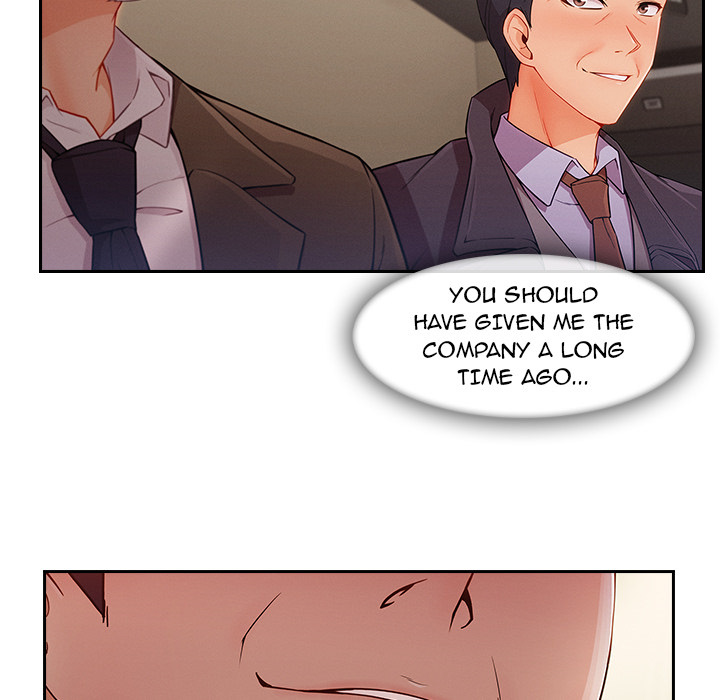 YOU SHOULD
HAVE GIVEN ME THE
COMPANY A LONG
TIME AGO...